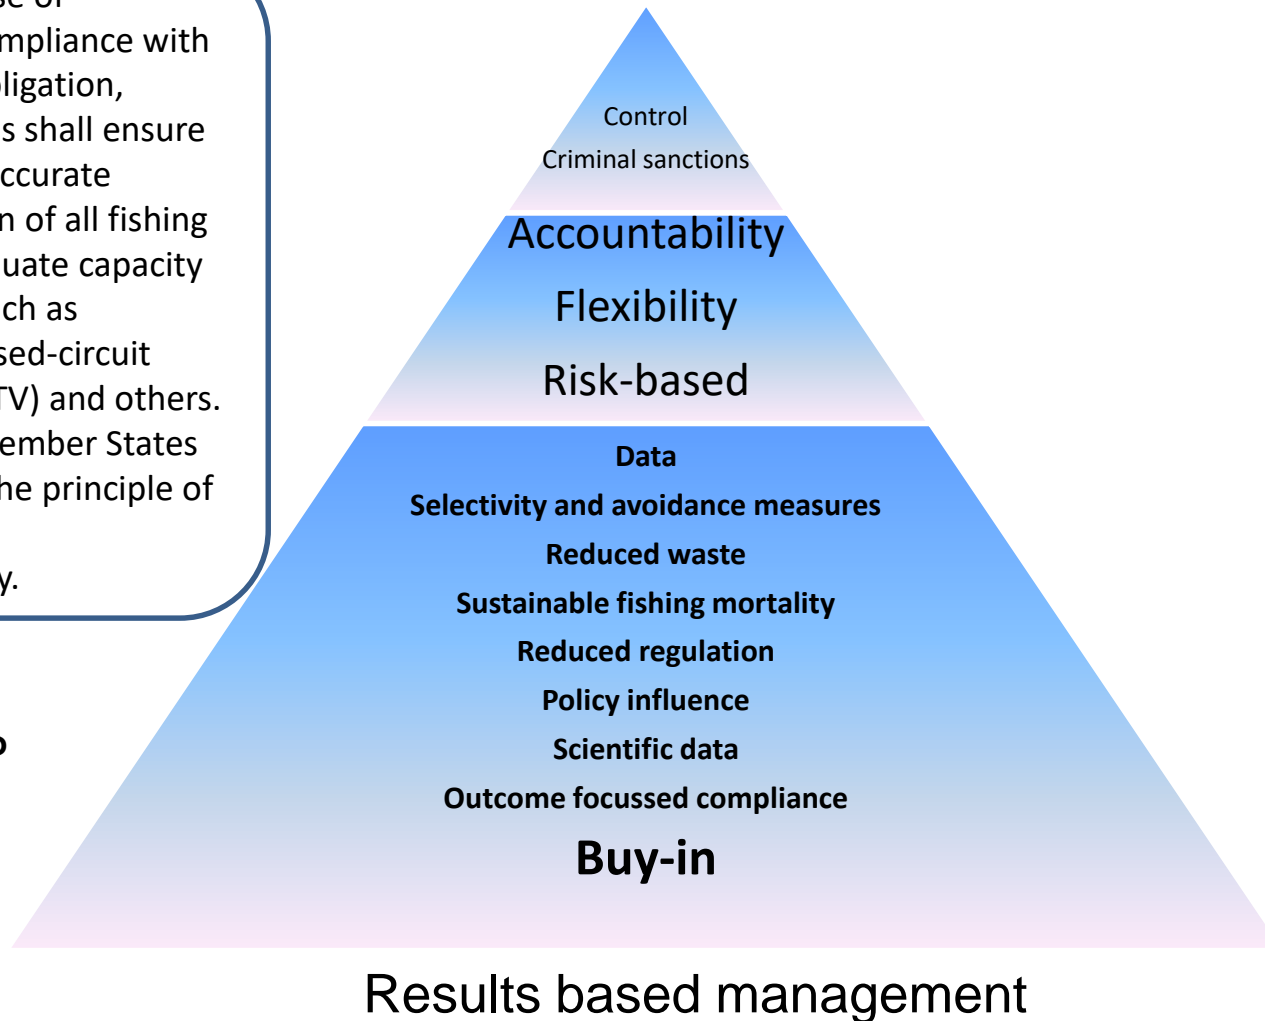 se of
mpliance with
ligation,
s shall ensure
ccurate
n of all fishing
uate capacity
ch as
sed-circuit
TV) and others.
ember States
he principle of
y.
Control
Criminal sanctions
Accountability
Flexibility
Risk-based
Data
Selectivity and avoidance measures
Reduced waste
Sustainable fishing mortality
Reduced regulation
Policy influence
Scientific data
Outcome focussed compliance
Buy-in
Results based management